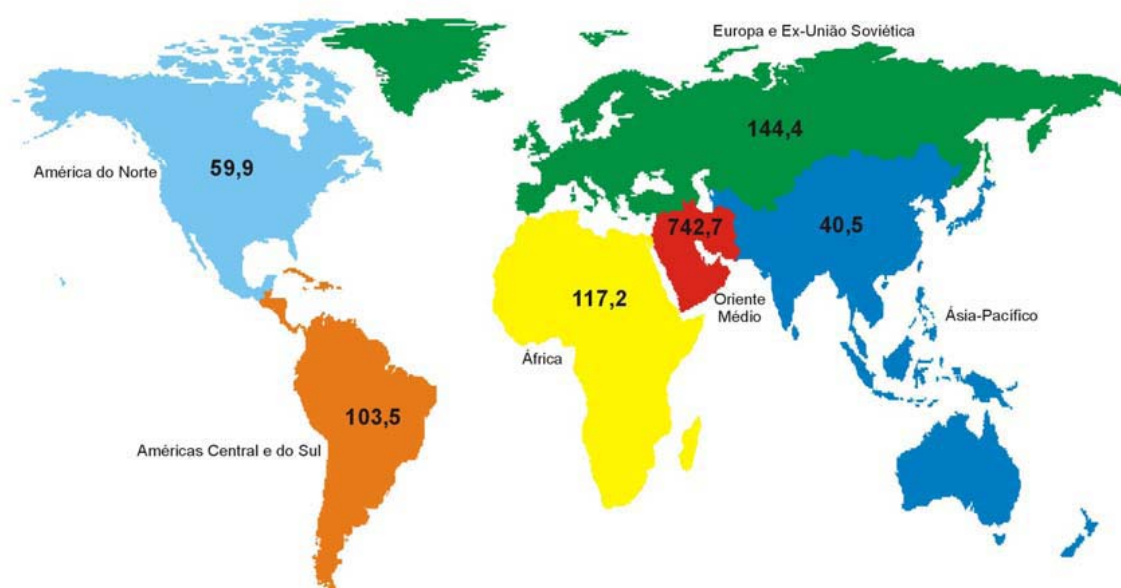 Europa e Ex-União Soviética
144,4
América do Norte
59,9
742,7
40,5
117,2
Oriente
Médio
Ásia-Pacífico
África
103,5
Américas Central e do Sul